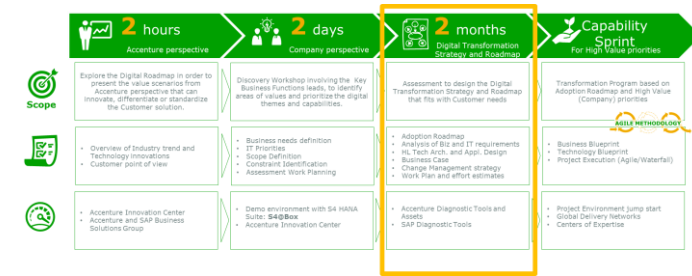 2 hours
Accenture perspective
2 days
Company perspective
2 months
Digital Transformation
Strategy and Roadmap
Capability
Sprint
For High Value priorities
Scope
Explore the Digital Roadmap in order to
present the value scenarios from
Accenture perspective that can
innovate, differentiate or standardize
the Customer solution.
Discovery Workshop involving the Key
Business Functions leads, to identify
areas of values and prioritize the digital
themes and capabilities.
Assessment to design the Digital
Transformation Strategy and Roadmap
that fits with Customer needs
Transformation Program based on
Adoption Roadmap and High Value
(Company) priorities
AGILE METHODOLOGY
• Overview of Industry trend and
Technology innovations
• Customer point of view
• Business needs definition
• IT Priorities
• Scope Definition
• Constraint Identification
• Assessment Work Planning
• Adoption Roadmap
• Analysis of Biz and IT requirements
• HL Tech Arch. and Appl. Design
• Business Case
• Change Management strategy
• Work Plan and effort estimates
• Business Blueprint
• Technology Blueprint
• Project Execution (Agile/Waterfall)
• Accenture Innovation Center
• Accenture and SAP Business
Solutions Group
• Demo environment with S4 HANA
Suite: S4@Box
• Accenture Innovation Center
• Accenture Diagnostic Tools and
Assets
• SAP Diagnostic Tools
• Project Environment jump start
• Global Delivery Networks
• Centers of Expertise